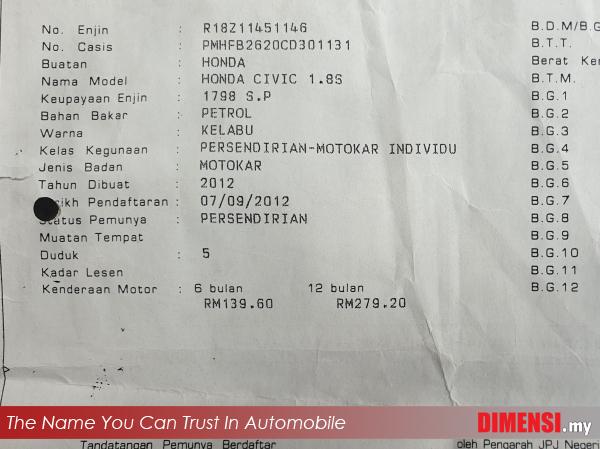 No. Enjin : R18Z11451146 B.D.M/B.G
No. Casis : PMHFB2620CD301131 B.T.T.
Buatan : HONDA Berat
Nama Model : HONDA CIVIC 1.8S B.T.M.
Keupayaan Enjin : 1798 S.P B.G.1
Bahan Bakar : PETROL B.G.2
Warna : KELABU B.G.3
Kelas Kegunaan : PERSENDIRIAN-MOTOKAR INDIVIDU B.G.4
Jenis Badan : MOTOKAR B.G.5
Tahun Dibuat : 2012 B.G.6
Pendaftaran : 07/09/2012 B.G.7
Pemunya : PERSENDIRIAN B.G.8
Muatan Tempat B.G.9
Duduk : 5 B.G.10
Kadar Lesen B.G.11
Kenderaan Motor : 6 bulan 12 bulan B.G.12
RM139.60 RM279.20
The Name You Can Trust In Automobile DIMENSI.my
Tandatangan Pemunya Berdaftar oleh Pengarah JPJ Negeri